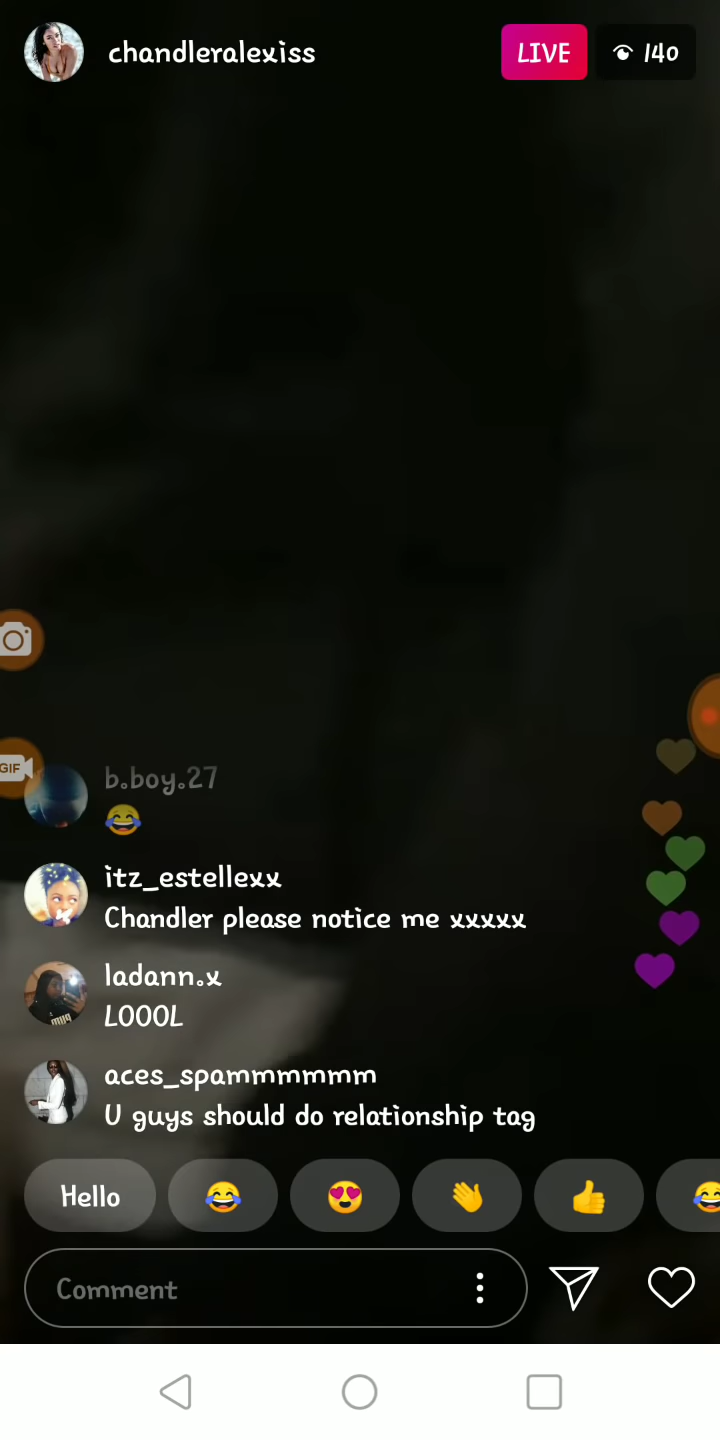 chandleralexiss
LIVE
140
GIF
b.boy.27
😂
itz_estellexx
Chandler please notice me xxxxx
ladann.x
LOOOL
aces_spammmmmm
U guys should do relationship tag
Hello
Comment